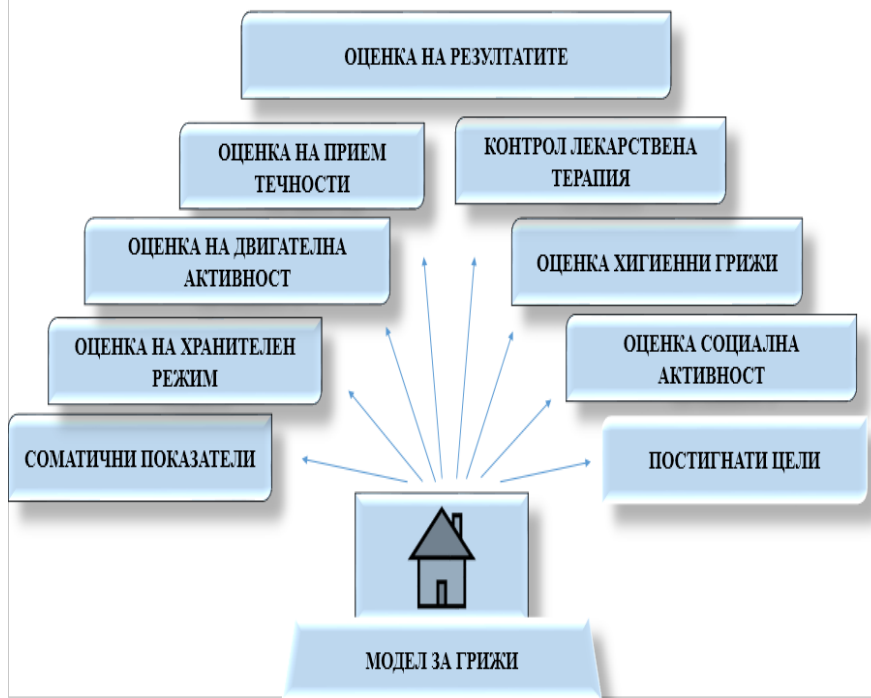 ОЦЕНКА НА РЕЗУЛТАТИТЕ
ОЦЕНКА НА ПРИЕМ
ТЕЧНОСТИ
КОНТРОЛ ЛЕКАРСТВЕНА
ТЕРАПИЯ
ОЦЕНКА НА ДВИГАТЕЛНА
АКТИВНОСТ
ОЦЕНКА ХИГИЕННИ ГРИЖИ
ОЦЕНКА НА ХРАНИТЕЛЕН
РЕЖИМ
ОЦЕНКА СОЦИАЛНА
АКТИВНОСТ
СОМАТИЧНИ ПОКАЗАТЕЛИ
ПОСТИГНАТИ ЦЕЛИ
МОДЕЛ ЗА ГРИЖИ